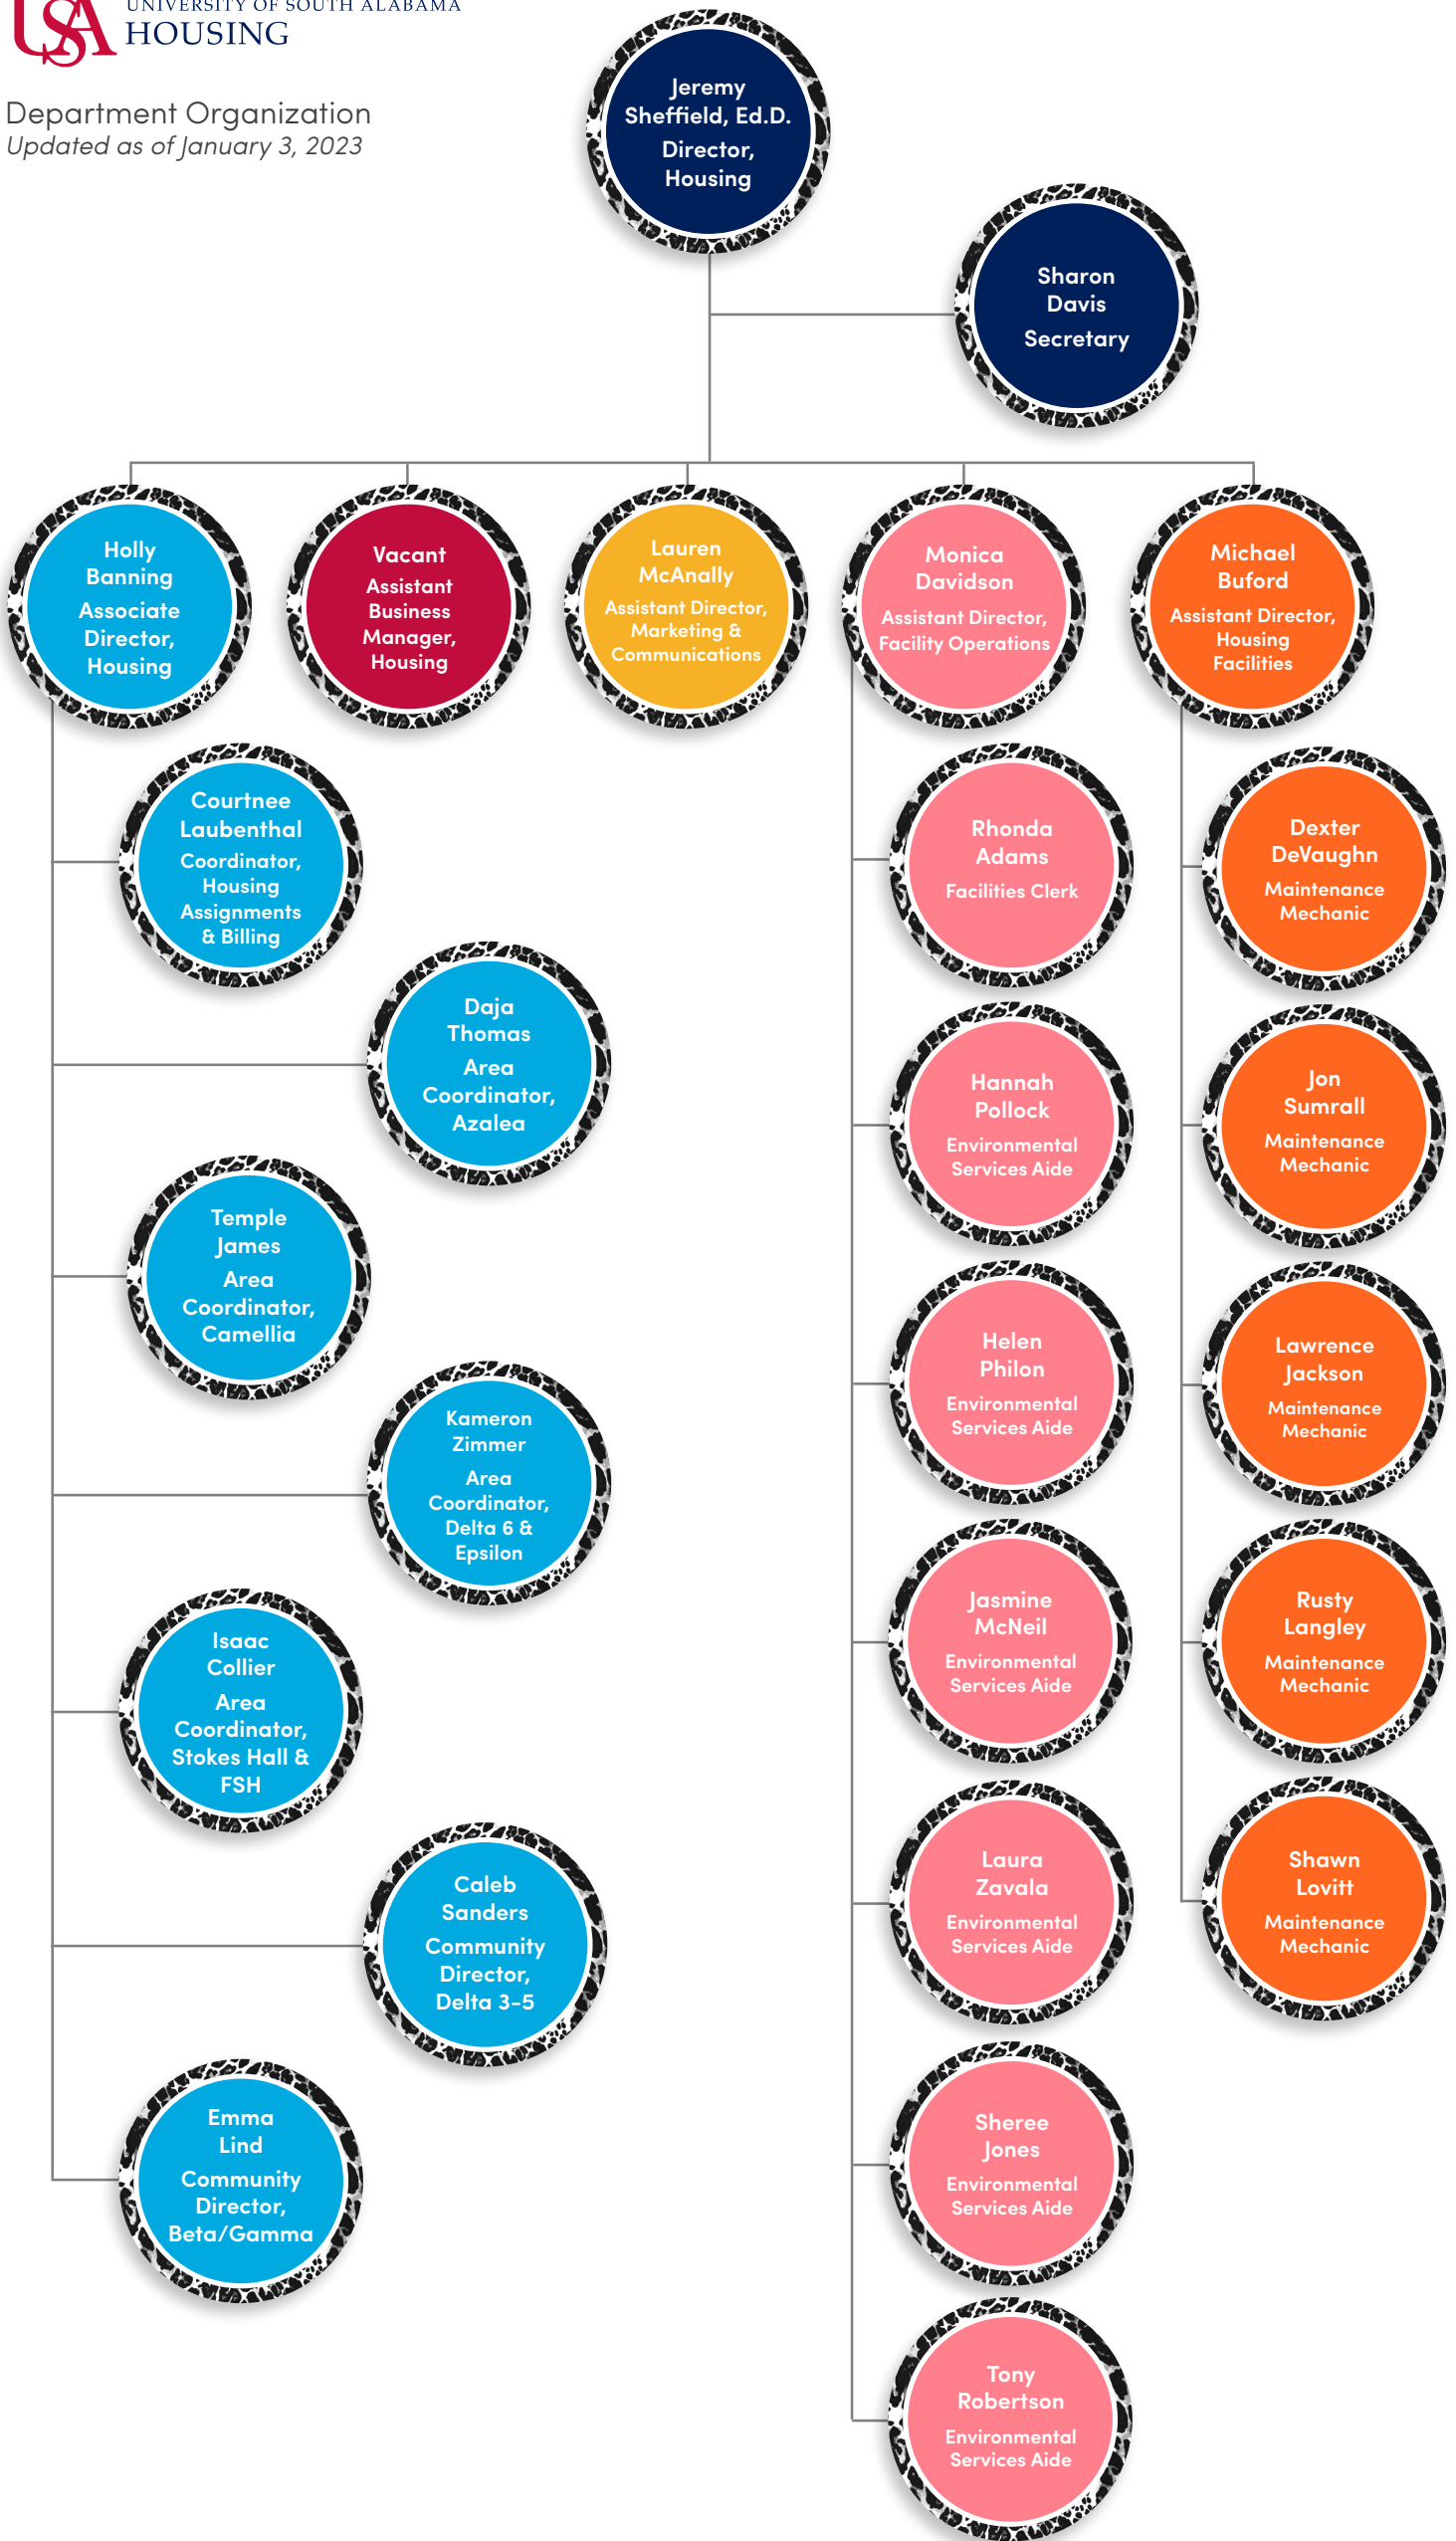 USA
UNIVERSITY OF SOUTH ALABAMA
HOUSING
Department Organization
Updated as of January 3, 2023
Jeremy
Sheffield, Ed.D.
Director,
Housing
Sharon
Davis
Secretary
Holly
Banning
Associate
Director,
Housing
Vacant
Assistant
Business
Manager,
Housing
Lauren
McAnally
Assistant Director,
Marketing &
Communications
Monica
Davidson
Assistant Director,
Facility Operations
Michael
Buford
Assistant Director,
Housing
Facilities
Courtnee
Laubenthal
Coordinator,
Housing
Assignments
& Billing
Daja
Thomas
Area
Coordinator,
Azalea
Temple
James
Area
Coordinator,
Camellia
Kameron
Zimmer
Area
Coordinator,
Delta 6 &
Epsilon
Isaac
Collier
Area
Coordinator,
Stokes Hall &
FSH
Caleb
Sanders
Community
Director,
Delta 3-5
Emma
Lind
Community
Director,
Beta/Gamma
Rhonda
Adams
Facilities Clerk
Hannah
Pollock
Environmental
Services Aide
Helen
Philon
Environmental
Services Aide
Jasmine
McNeil
Environmental
Services Aide
Laura
Zavala
Environmental
Services Aide
Sheree
Jones
Environmental
Services Aide
Tony
Robertson
Environmental
Services Aide
Dexter
DeVaughn
Maintenance
Mechanic
Jon
Sumrall
Maintenance
Mechanic
Lawrence
Jackson
Maintenance
Mechanic
Rusty
Langley
Maintenance
Mechanic
Shawn
Lovitt
Maintenance
Mechanic